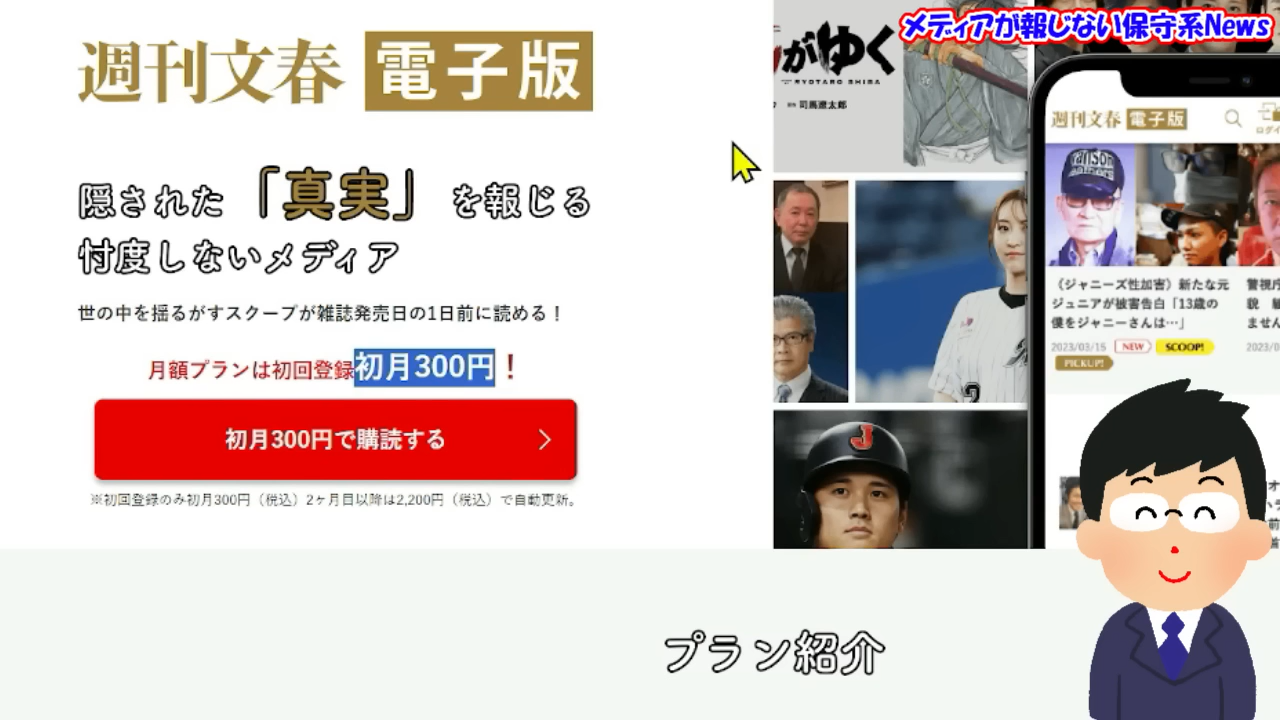 メディアが報じない保守系News
週刊文春 電子版
がゆく
RYOTARO SHIBA
司馬遼太郎
隠された「真実」を報じる
忖度しないメディア
世の中を揺るがすスクープが雑誌発売日の1日前に読める！
月額プランは初回登録初月300円！
初月300円で購読する
※初回登録のみ初月300円（税込）2ヶ月目以降は2,200円（税込）で自動更新。
週刊文春 電子版
ログイ
《ジャニーズ性加害》新たな元
ジュニアが被害告白「13歳の
僕をジャニーさんは…」
2023/03/15 NEW SCOOP!
PICKUP!
警視庁
貌
ません
2023/0
プラン紹介